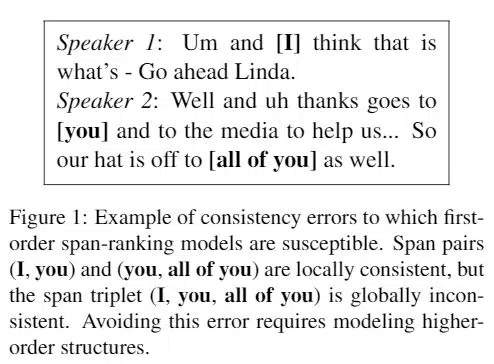 Speaker 1: Um and [I] think that is
what's - Go ahead Linda.
Speaker 2: Well and uh thanks goes to
[you] and to the media to help us... So
our hat is off to [all of you] as well.
Figure 1: Example of consistency errors to which first-
order span-ranking models are susceptible. Span pairs
(I, you) and (you, all of you) are locally consistent, but
the span triplet (I, you, all of you) is globally incon-
sistent. Avoiding this error requires modeling higher-
order structures.